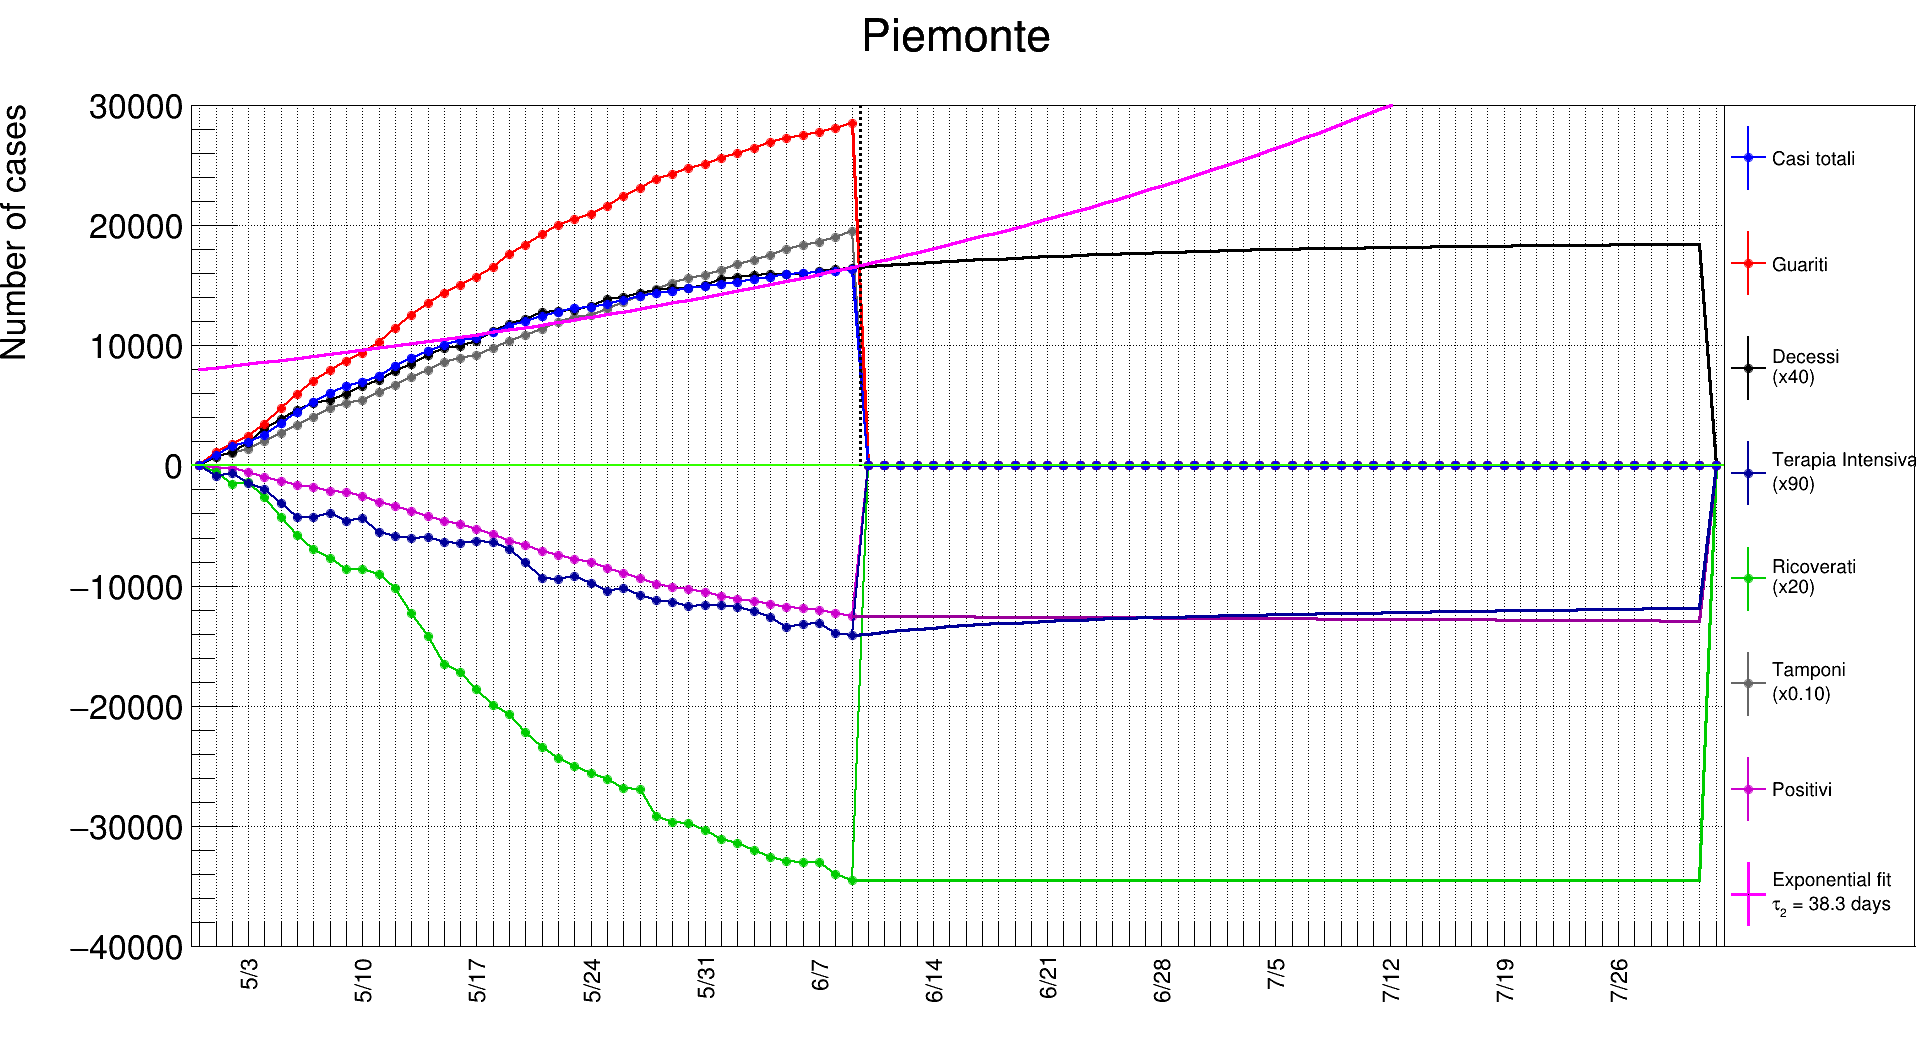 Piemonte
Number of cases
30000
20000
10000
0
−10000
−20000
−30000
−40000
5/3
5/10
5/17
5/24
5/31
6/7
6/14
6/21
6/28
7/5
7/12
7/19
7/26
Casi totali
Guariti
Decessi
(x40)
Terapia Intensiva
(x90)
Ricoverati
(x20)
Tamponi
(x0.10)
Positivi
Exponential fit
τ2 = 38.3 days